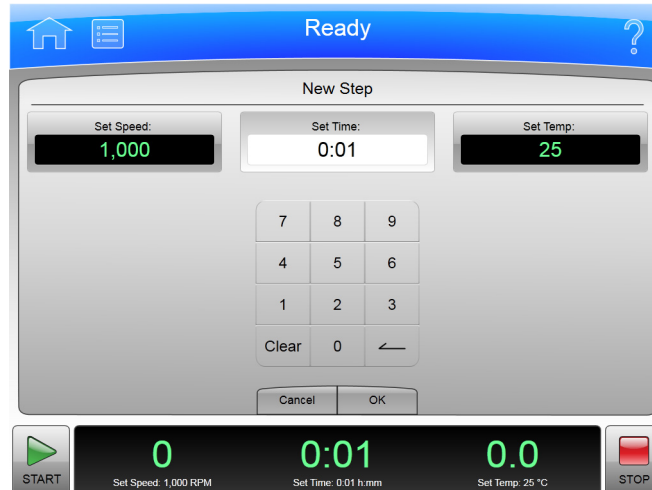 Ready
New Step
Set Speed: Set Time: Set Temp:
1,000 0:01 25
7 8 9
4 5 6
1 2 3
Clear 0
Cancel OK
0 0:01 0.0
START Set Speed: 1,000 RPM Set Time: 0:01 h:mm Set Temp: 25 °C STOP